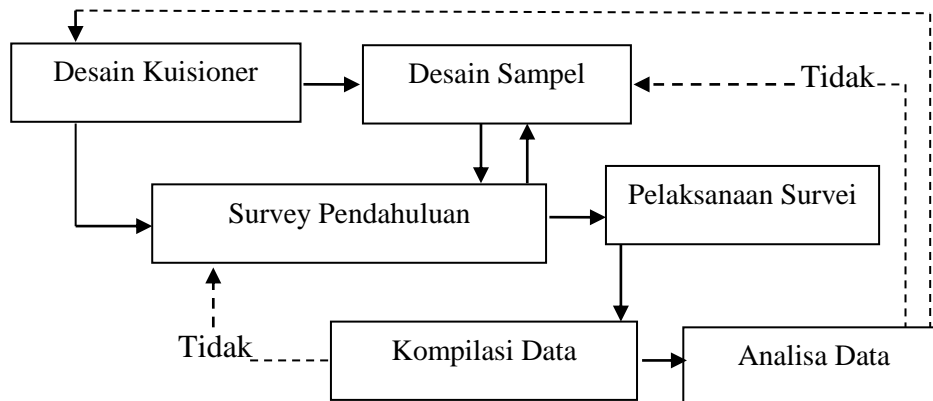 Desain Kuisioner
Desain Sampel
Tidak
Survey Pendahuluan
Pelaksanaan Survei
Tidak
Kompilasi Data
Analisa Data